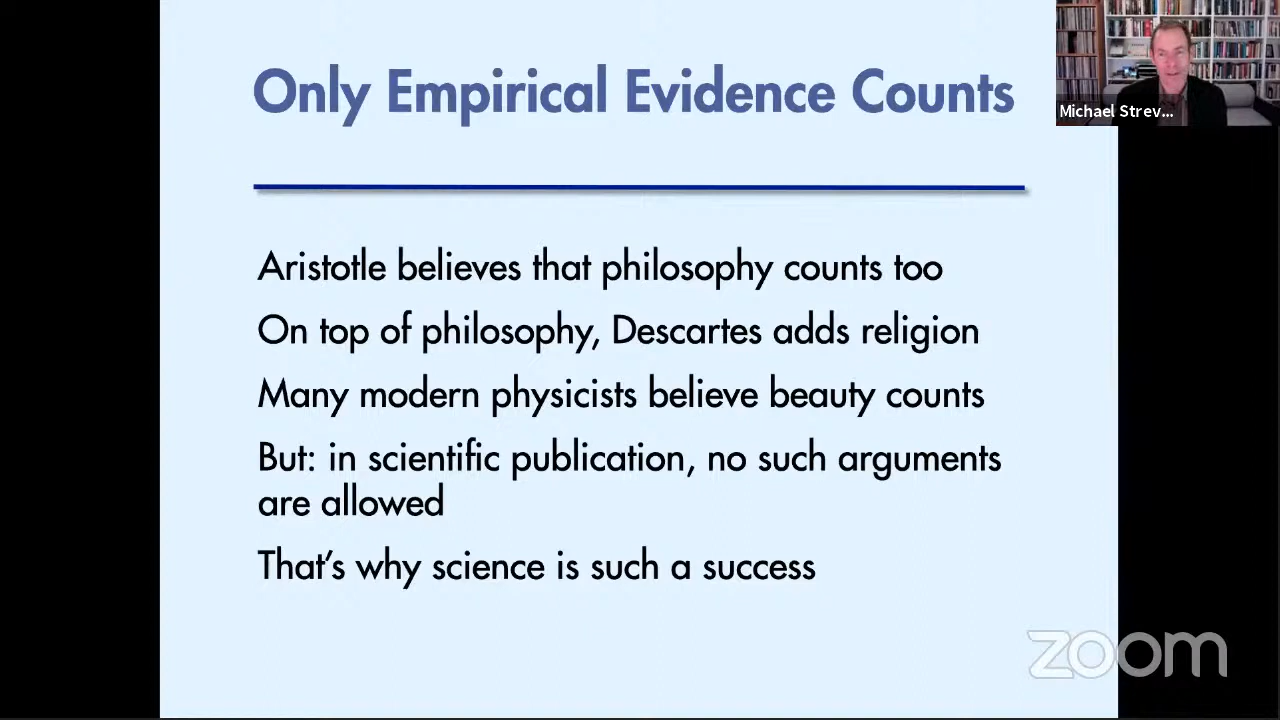 Only Empirical Evidence Counts
Michael Strev...
Aristotle believes that philosophy counts too
On top of philosophy, Descartes adds religion
Many modern physicists believe beauty counts
But: in scientific publication, no such arguments
are allowed
That's why science is such a success
zoom